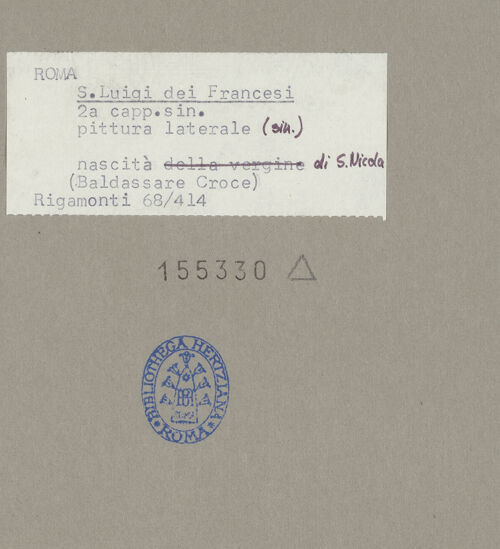 ROMA
S.Luigi dei Francesi
2a capp.sin.
pittura laterale (sin.)
nascità della vergine di S. Nicola
(Baldassare Croce)
Rigamonti 68/414
155330
BIBLIOTHECA HERTZIANA
ROMA